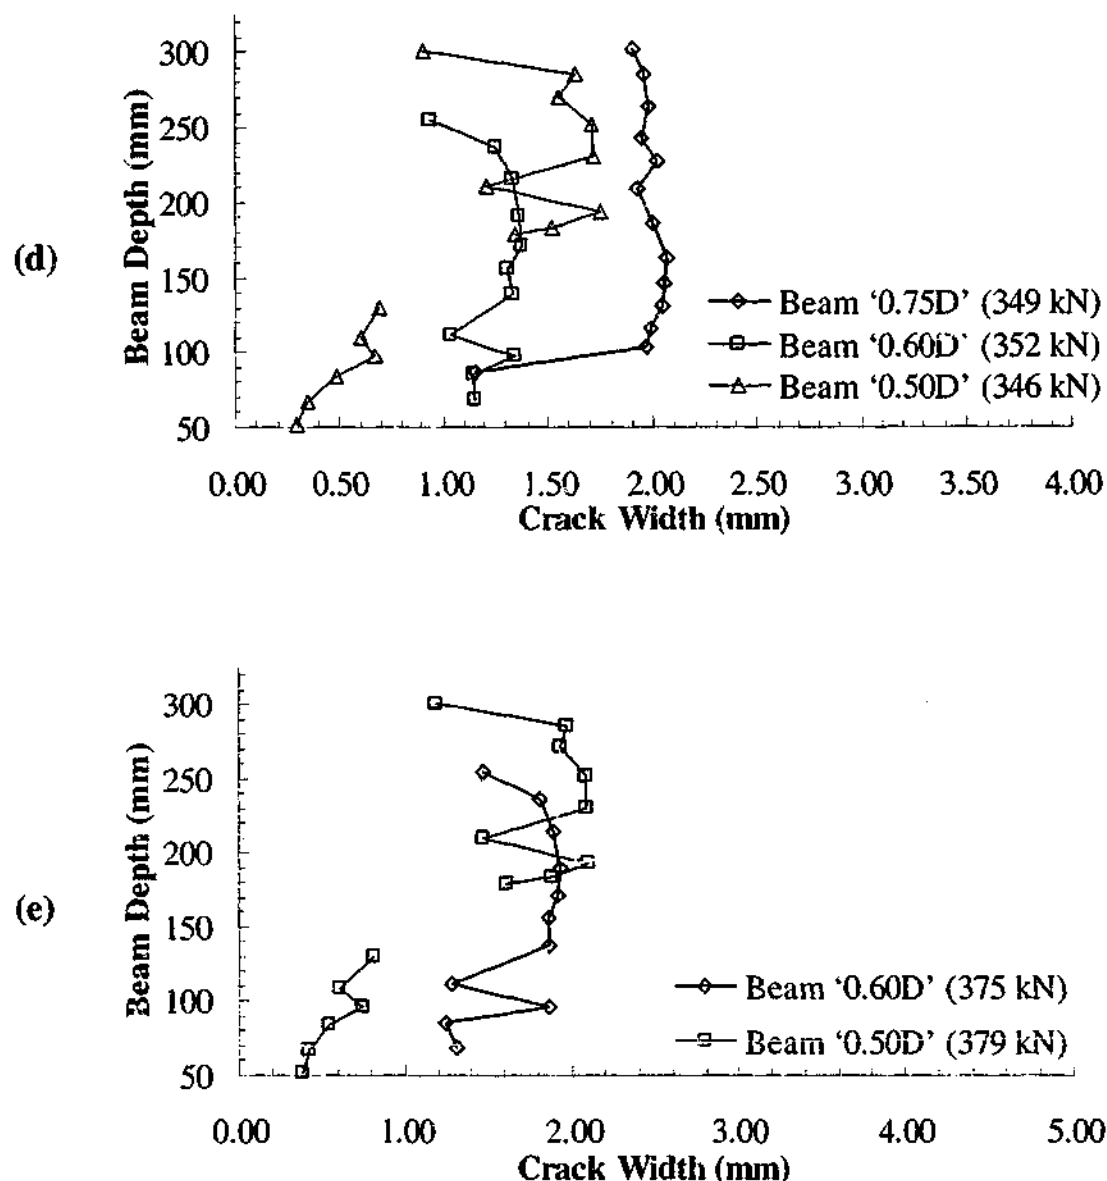 (d)
Beam Depth (mm)
300
250
200
150
100
50
Beam ‘0.75D’ (349 kN)
Beam ‘0.60D’ (352 kN)
Beam ‘0.50D’ (346 kN)
0.00 0.50 1.00 1.50 2.00 2.50 3.00 3.50 4.00
Crack Width (mm)
(e)
Beam Depth (mm)
300
250
200
150
100
50
Beam ‘0.60D’ (375 kN)
Beam ‘0.50D’ (379 kN)
0.00 1.00 2.00 3.00 4.00 5.00
Crack Width (mm)